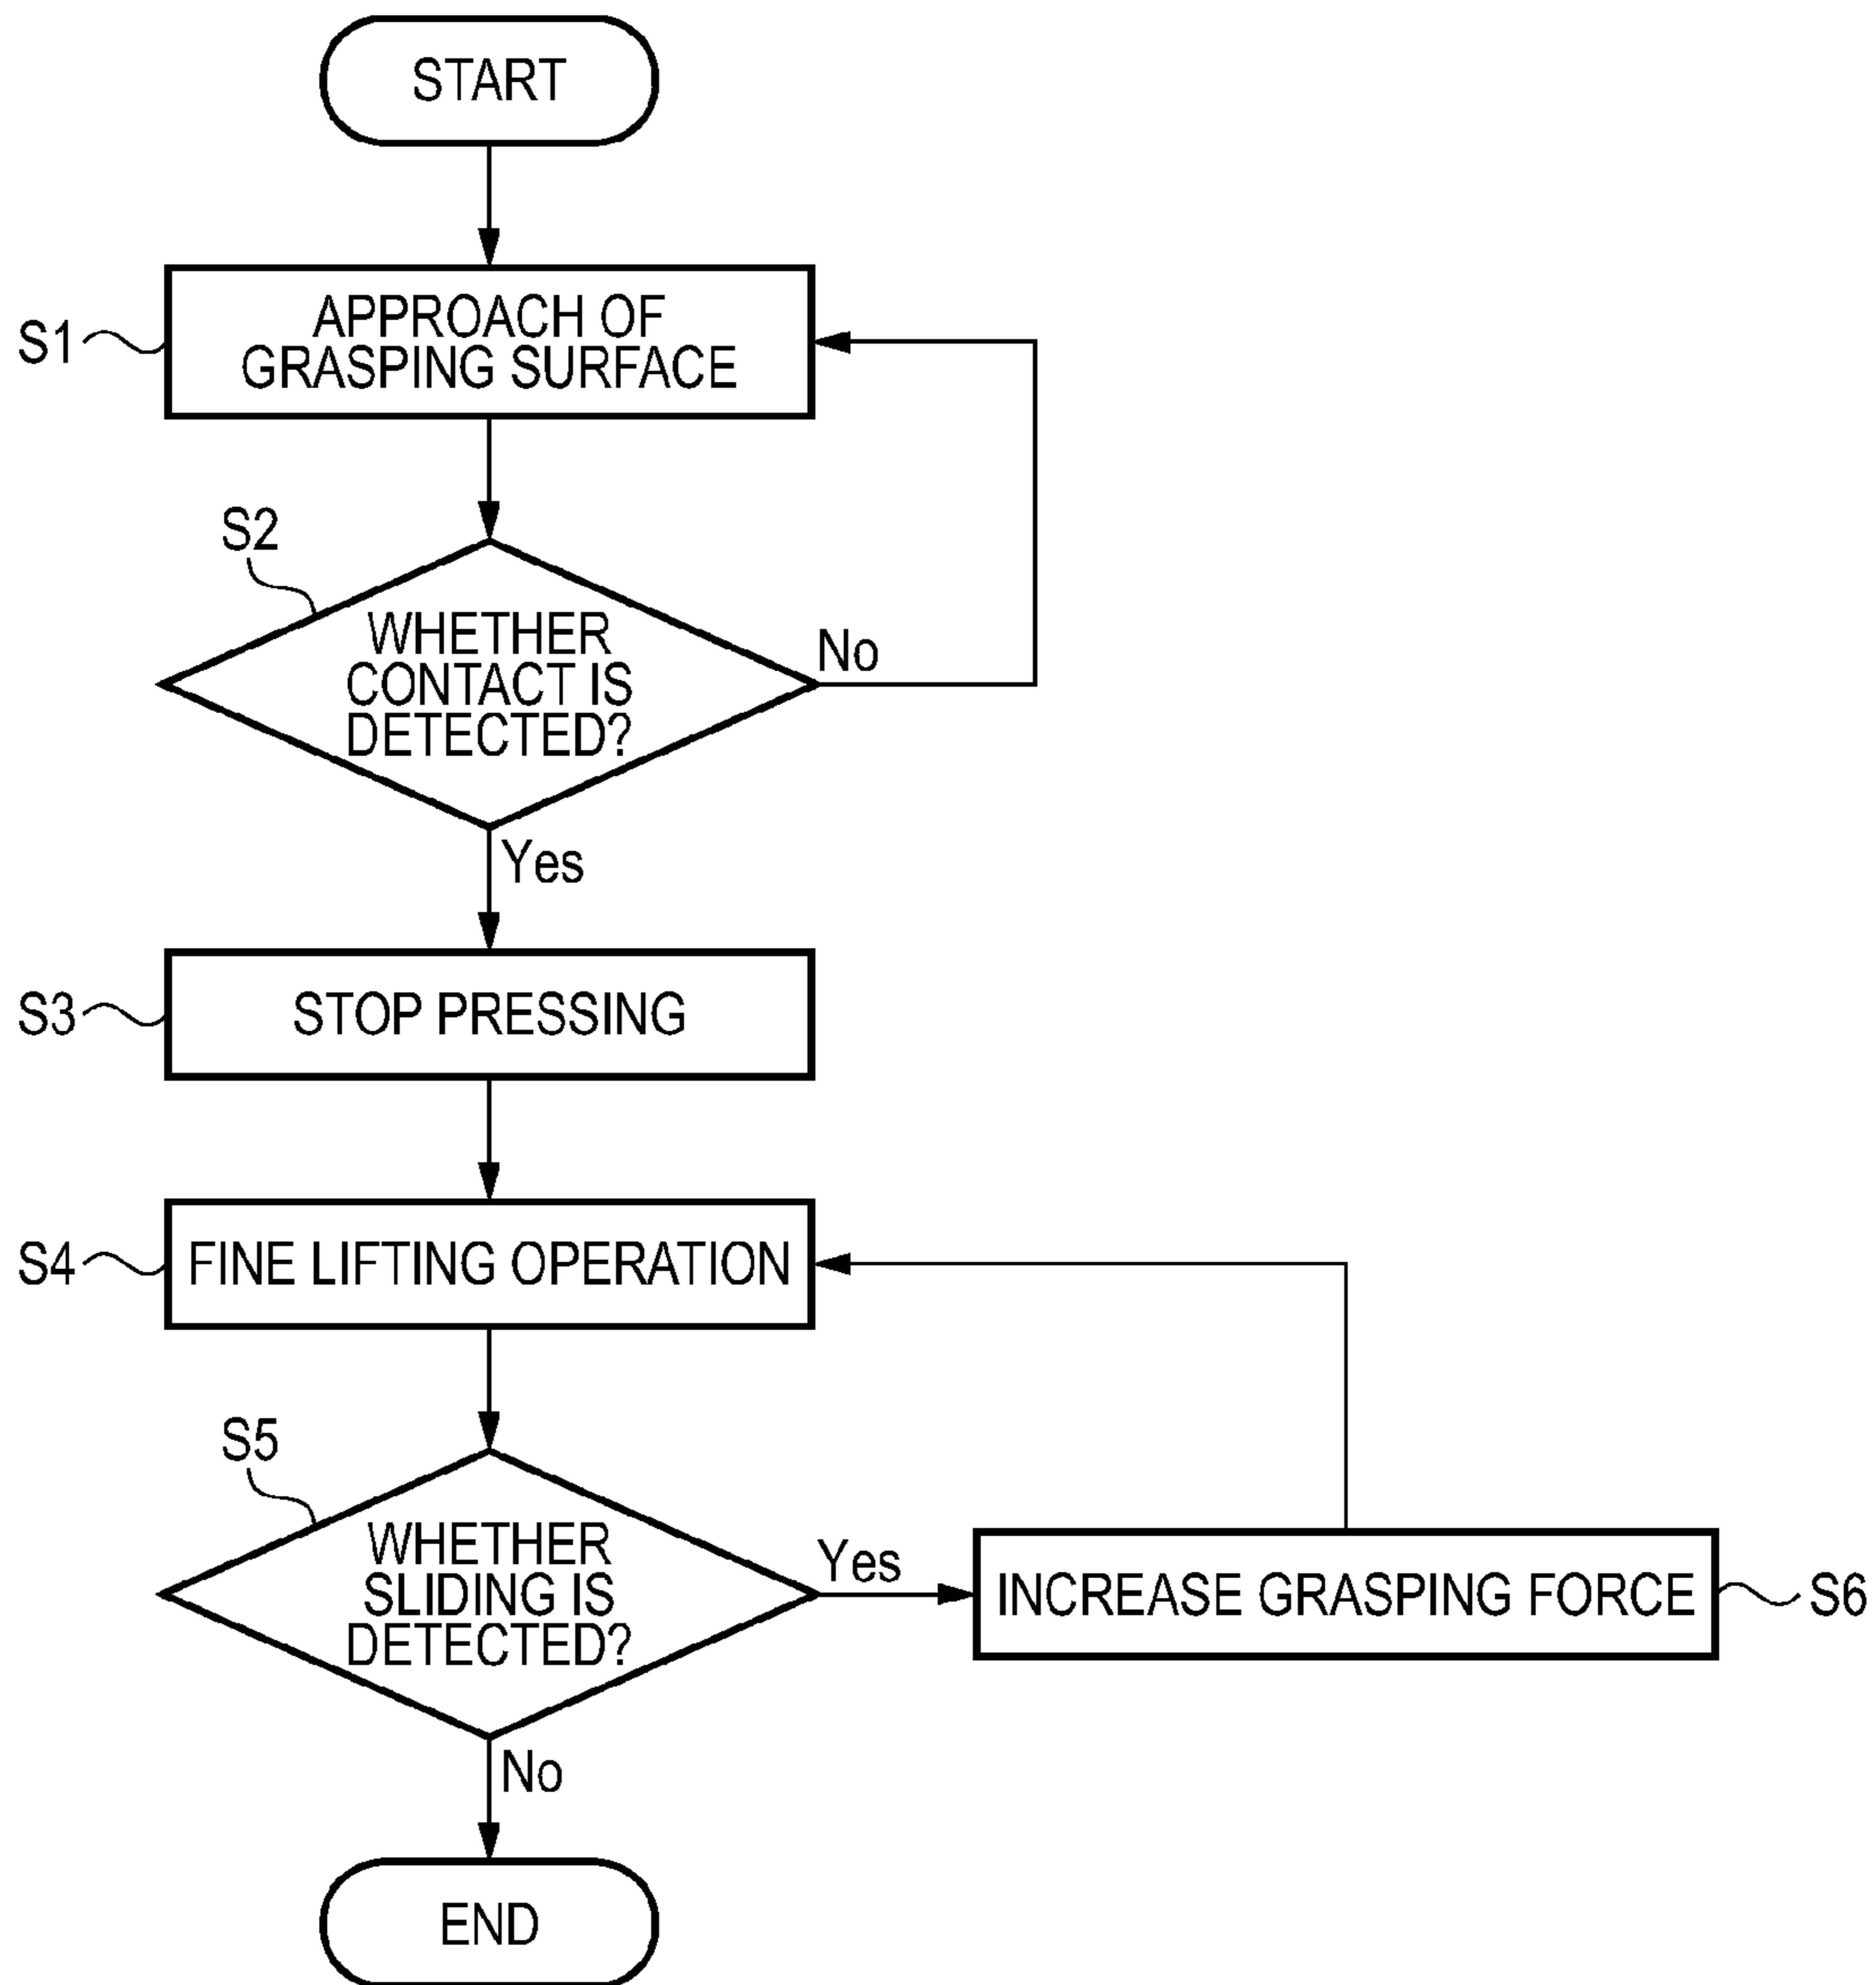 START
S1
APPROACH OF
GRASPING SURFACE
S2
WHETHER
CONTACT IS
DETECTED?
No
Yes
S3
STOP PRESSING
S4
FINE LIFTING OPERATION
S5
WHETHER
SLIDING IS
DETECTED?
Yes
INCREASE GRASPING FORCE
S6
No
END